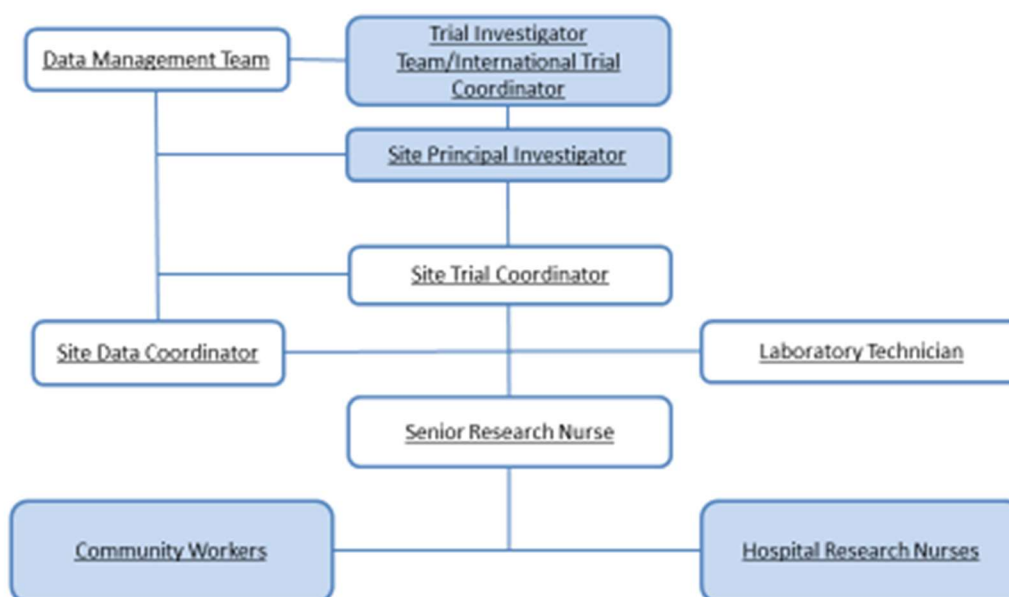 Data Management Team
Trial Investigator
Team/International Trial
Coordinator
Site Principal Investigator
Site Trial Coordinator
Site Data Coordinator
Laboratory Technician
Senior Research Nurse
Community Workers
Hospital Research Nurses